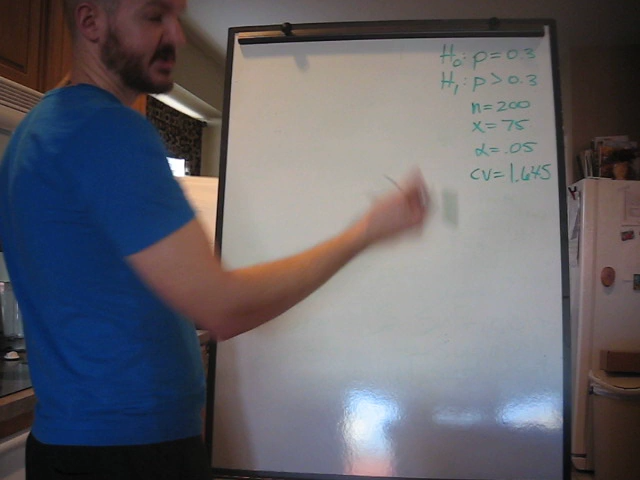 H₀: p = 0.3
H₁: p > 0.3
n = 200
x = 75
α = .05
CV = 1.645